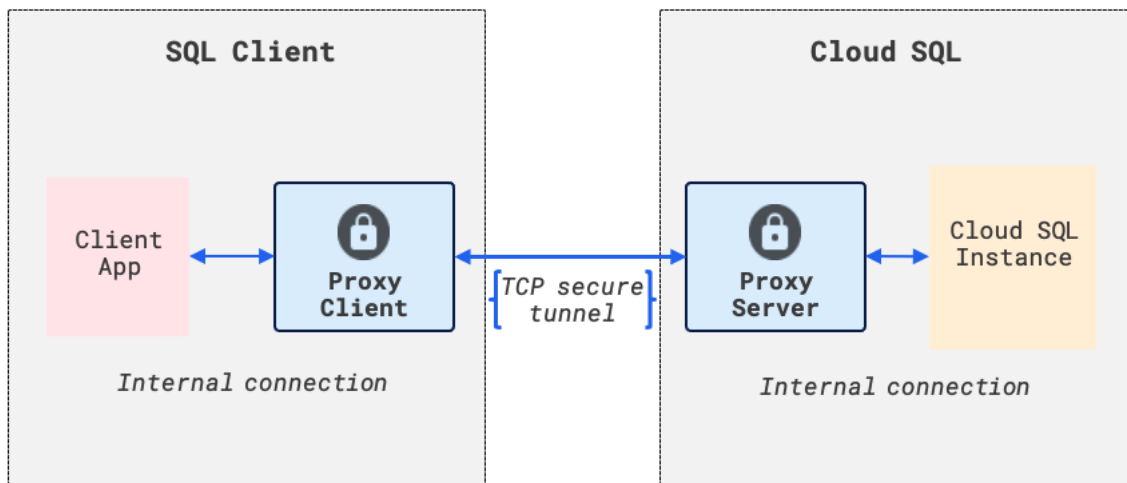 SQL Client
Cloud SQL
Client
App
Proxy
Client
TCP secure
tunnel
Proxy
Server
Cloud SQL
Instance
Internal connection
Internal connection